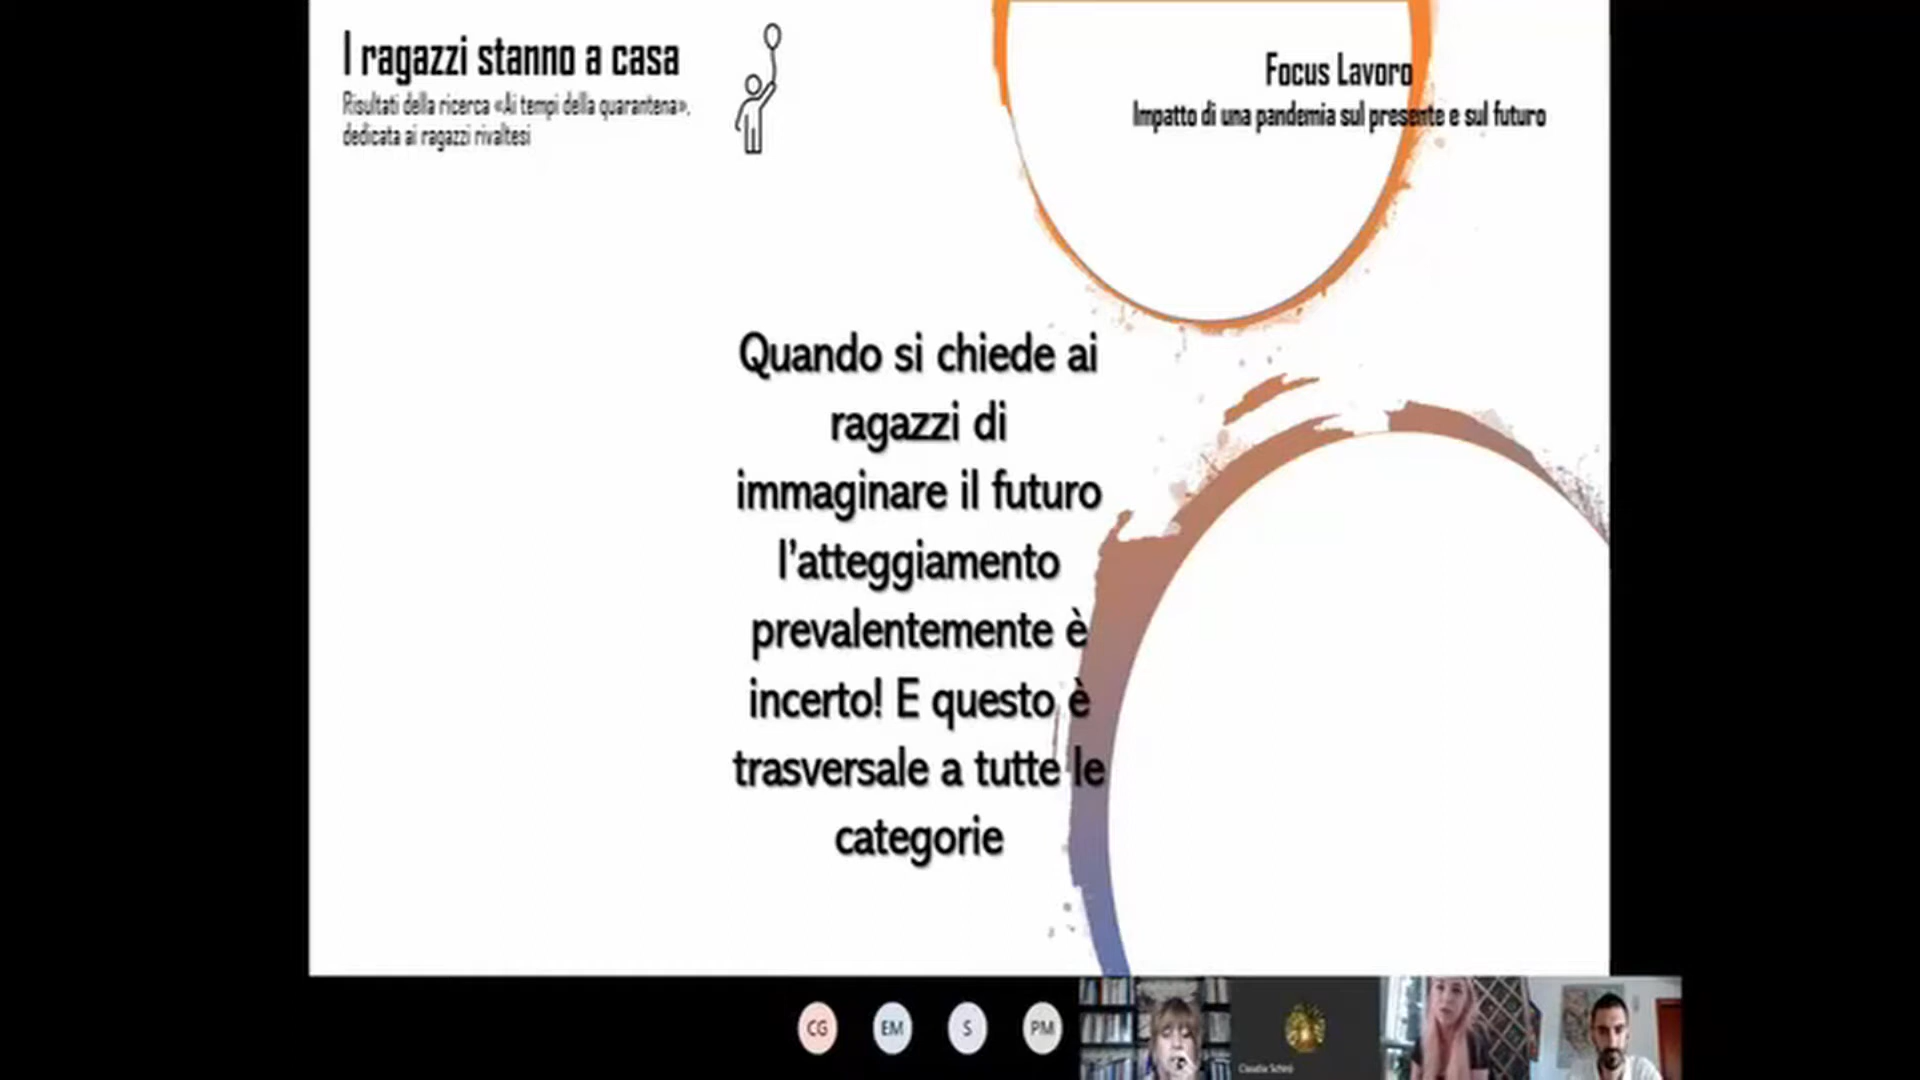 I ragazzi stanno a casa
Risultati della ricerca «Ai tempi della quarantena»,
dedicata ai ragazzi rivaltesi
Focus Lavoro
Impatto di una pandemia sul presente e sul futuro
Quando si chiede ai
ragazzi di
immaginare il futuro
l'atteggiamento
prevalentemente è
incerto! E questo è
trasversale a tutte le
categorie
CG
EM
S
PM
Claudia Schirò